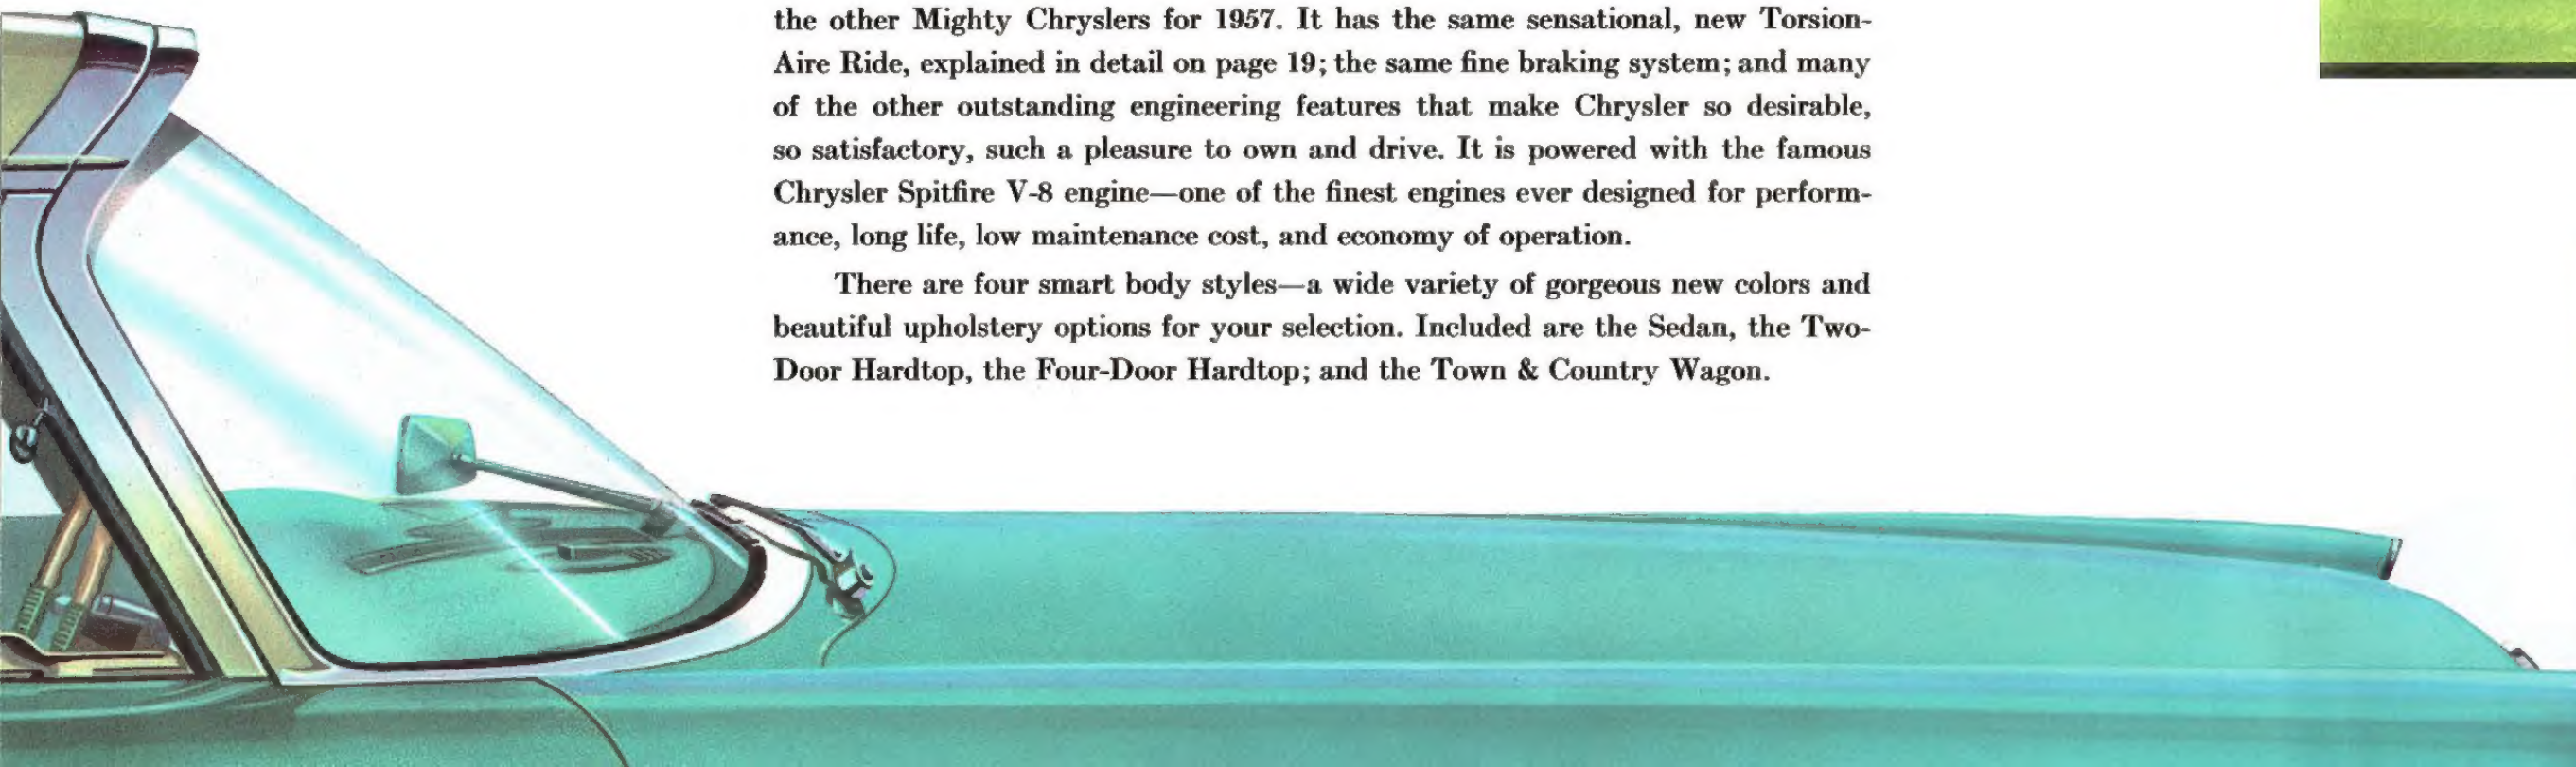 the other Mighty Chryslers for 1957. It has the same sensational, new Torsion-
Aire Ride, explained in detail on page 19; the same fine braking system; and many
of the other outstanding engineering features that make Chrysler so desirable,
so satisfactory, such a pleasure to own and drive. It is powered with the famous
Chrysler Spitfire V-8 engine—one of the finest engines ever designed for perform-
ance, long life, low maintenance cost, and economy of operation.
There are four smart body styles—a wide variety of gorgeous new colors and
beautiful upholstery options for your selection. Included are the Sedan, the Two-
Door Hardtop, the Four-Door Hardtop; and the Town & Country Wagon.